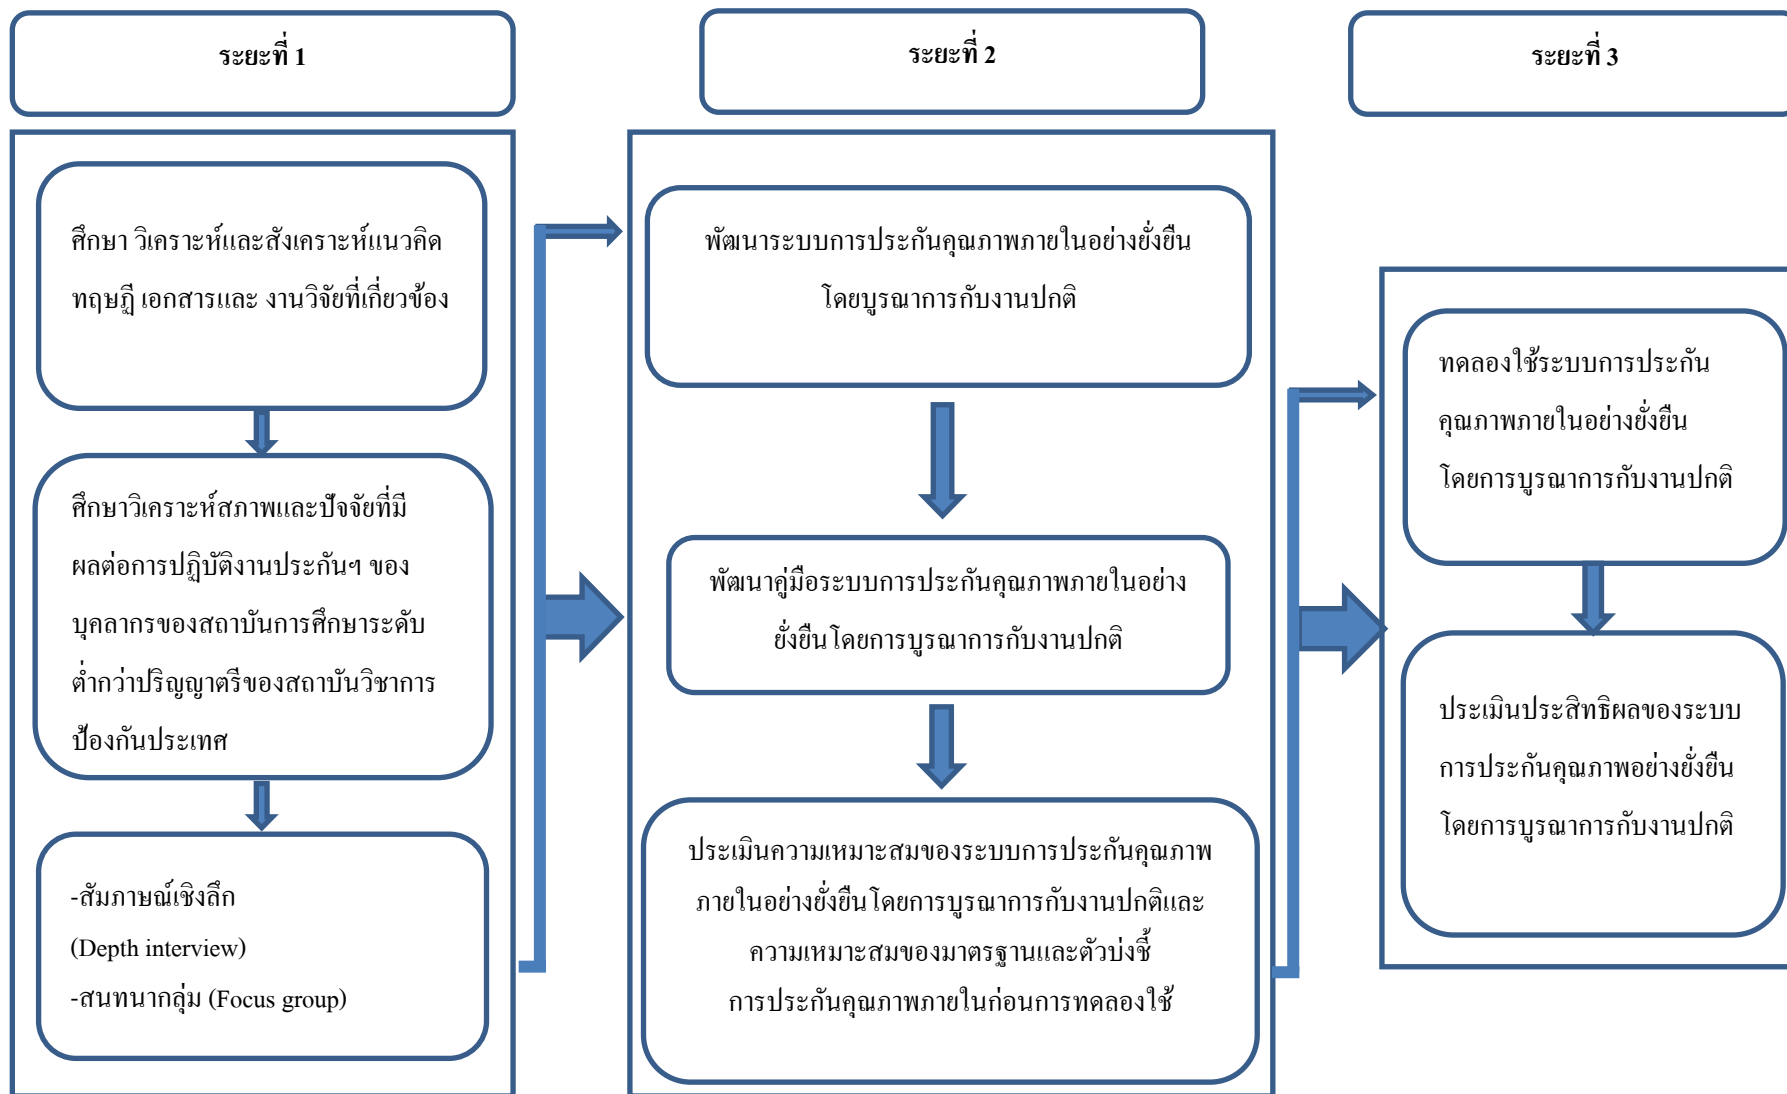 ระยะที่ 1
ระยะที่ 2
ระยะที่ 3
ศึกษา วิเคราะห์และสังเคราะห์แนวคิด
ทฤษฎี เอกสารและ งานวิจัยที่เกี่ยวข้อง
ศึกษาวิเคราะห์สภาพและปัจจัยที่มี
ผลต่อการปฏิบัติงานประกันฯ ของ
บุคลากรของสถาบันการศึกษาระดับ
ต่ำกว่าปริญญาตรีของสถาบันวิชาการ
ป้องกันประเทศ
-สัมภาษณ์เชิงลึก
(Depth interview)
-สนทนากลุ่ม (Focus group)
พัฒนาระบบการประกันคุณภาพภายในอย่างยั่งยืน
โดยบูรณาการกับงานปกติ
พัฒนาคู่มือระบบการประกันคุณภาพภายในอย่าง
ยั่งยืนโดยการบูรณาการกับงานปกติ
ประเมินความเหมาะสมของระบบการประกันคุณภาพ
ภายในอย่างยั่งยืนโดยการบูรณาการกับงานปกติและ
ความเหมาะสมของมาตรฐานและตัวบ่งชี้
การประกันคุณภาพภายในก่อนการทดลองใช้
ทดลองใช้ระบบการประกัน
คุณภาพภายในอย่างยั่งยืน
โดยการบูรณาการกับงานปกติ
ประเมินประสิทธิผลของระบบ
การประกันคุณภาพอย่างยั่งยืน
โดยการบูรณาการกับงานปกติ